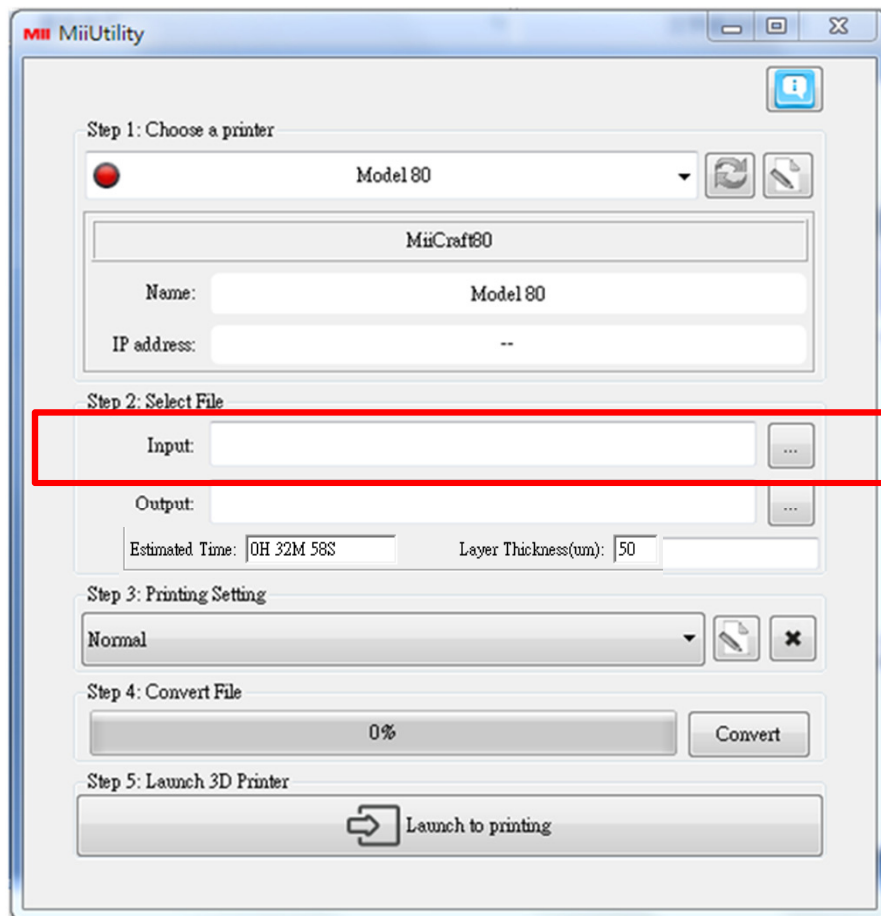 MII MiiUtility
Step 1: Choose a printer
Model 80
MiiCraft80
Name: Model 80
IP address: --
Step 2: Select File
Input: ...
Output: ...
Estimated Time: 0H 32M 58S Layer Thickness(um): 50
Step 3: Printing Setting
Normal
Step 4: Convert File
0% Convert
Step 5: Launch 3D Printer
Launch to printing